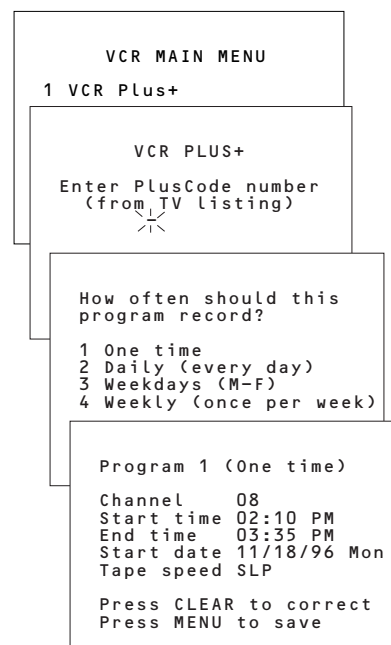 VCR MAIN MENU
1 VCR Plus+
VCR PLUS+
Enter PlusCode number
(from TV listing)
–
How often should this
program record?
1 One time
2 Daily (every day)
3 Weekdays (M–F)
4 Weekly (once per week)
Program 1 (One time)
Channel 08
Start time 02:10 PM
End time 03:35 PM
Start date 11/18/96 Mon
Tape speed SLP
Press CLEAR to correct
Press MENU to save